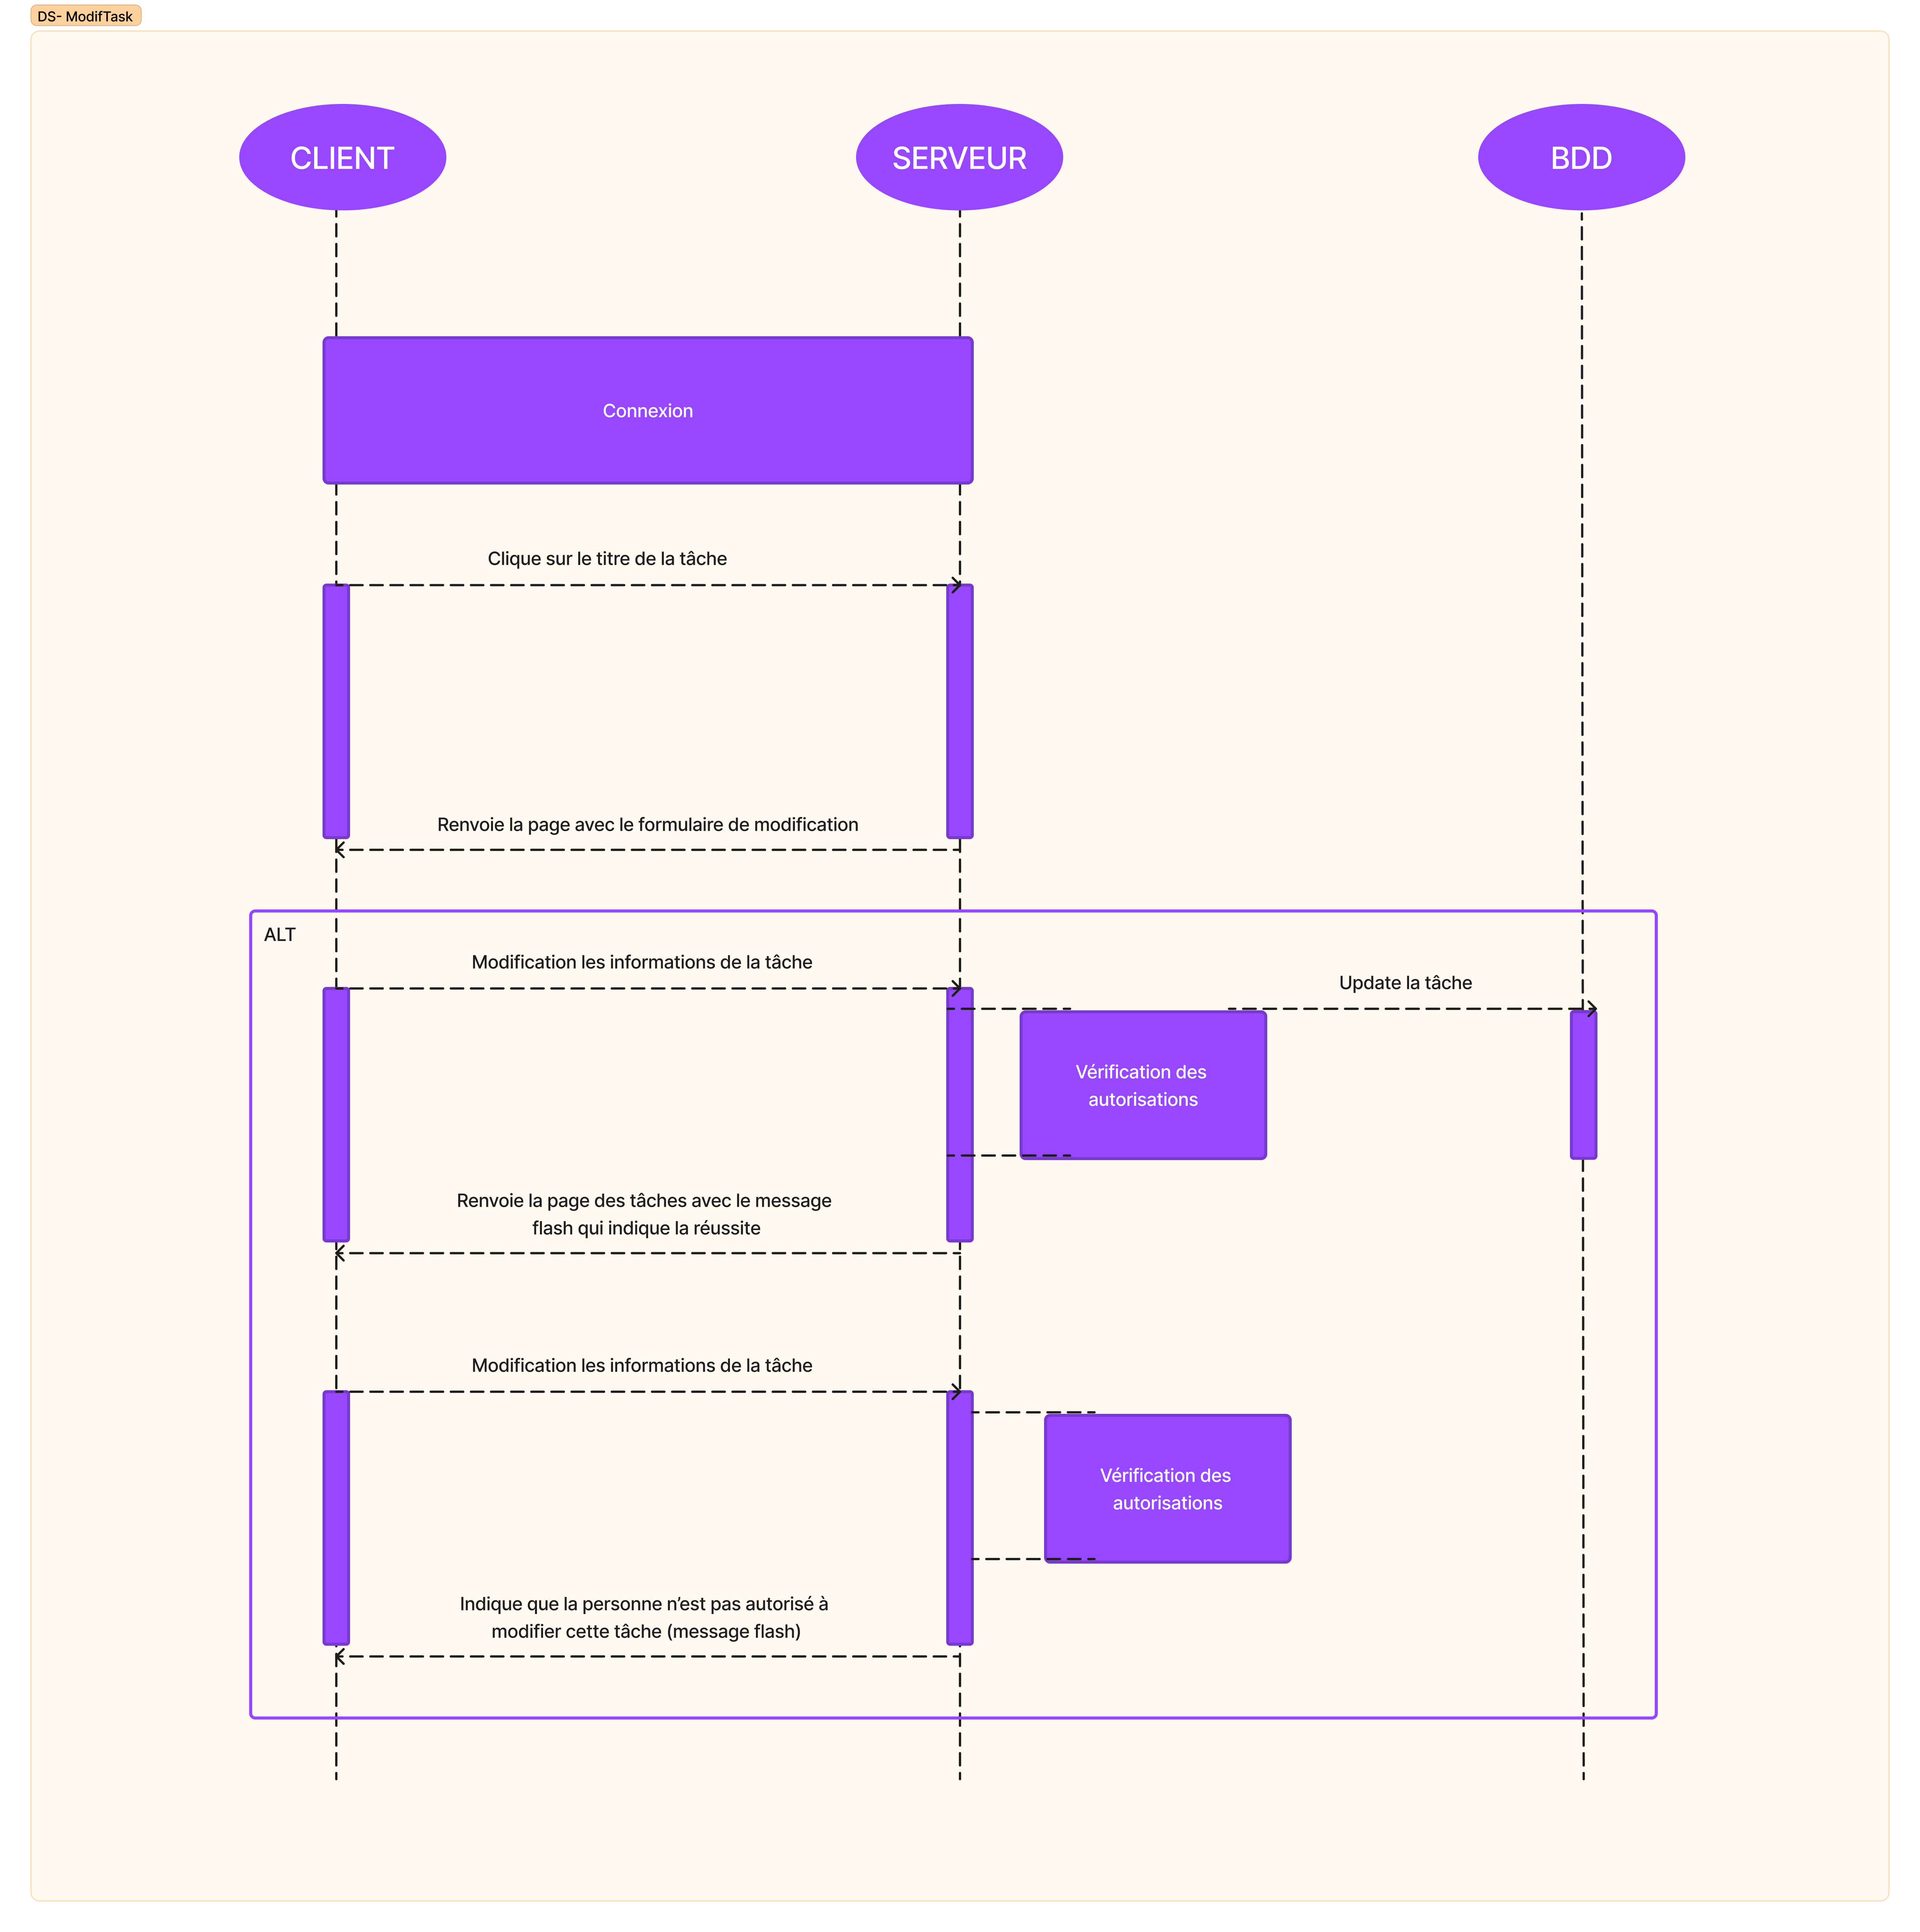 DS- ModifTask
CLIENT
SERVEUR
BDD
Connexion
Clique sur le titre de la tâche
Renvoie la page avec le formulaire de modification
ALT
Modification les informations de la tâche
Update la tâche
Vérification des
autorisations
Renvoie la page des tâches avec le message
flash qui indique la réussite
Modification les informations de la tâche
Vérification des
autorisations
Indique que la personne n’est pas autorisé à
modifier cette tâche (message flash)